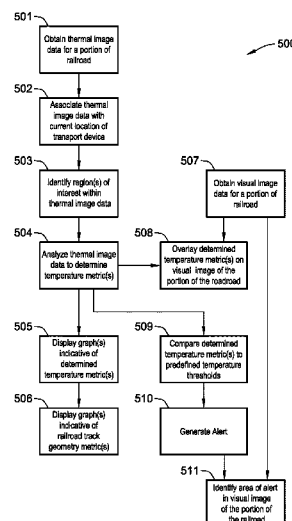 501
Obtain thermal image
data for a portion of
railroad
500
502
Associate thermal
image data with
current location of
transport device
503
Identify region(s) of
interest within
thermal image data
507
Obtain visual image
data for a portion of
railroad
504
Analyze thermal image
data to determine
temperature metric(s)
508
Overlay determined
temperature metric(s) on
visual image of the
portion of the roadroad
505
Display graph(s)
indicative of
determined
temperature metric(s)
509
Compare determined
temperature metric(s) to
predefined temperature
thresholds
506
Display graph(s)
indicative of
railroad track
geometry metric(s)
510
Generate Alert
511
Identify area of alert
in visual image
of the portion of
the railroad